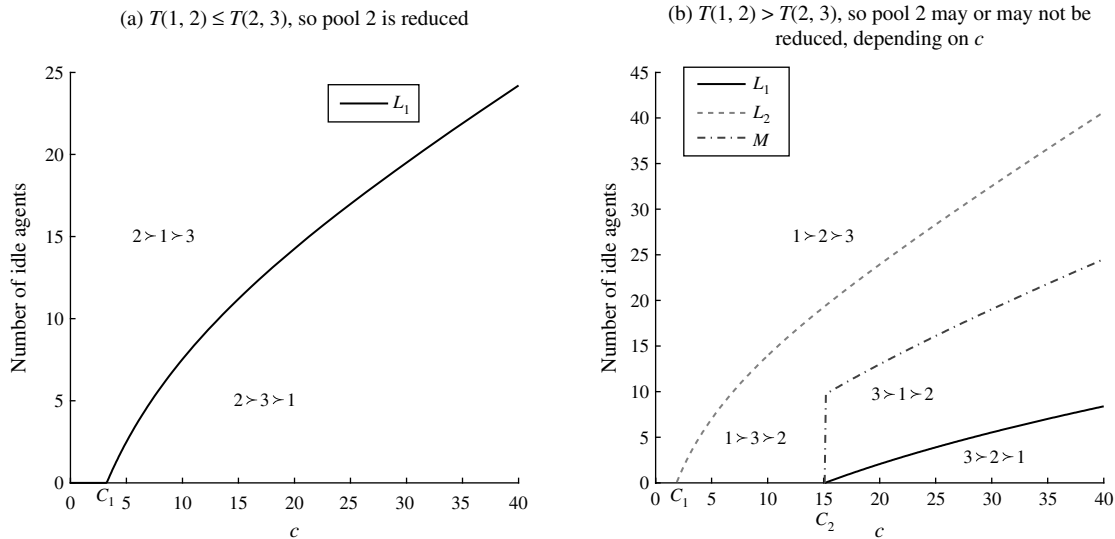 (a) T(1, 2) ≤ T(2, 3), so pool 2 is reduced
25
20
15
10
5
0
Number of idle agents
L1
2≻1≻3
2≻3≻1
0
C1
5
10
15
20
25
30
35
40
c
(b) T(1, 2) > T(2, 3), so pool 2 may or may not be
reduced, depending on c
45
40
35
30
25
20
15
10
5
0
Number of idle agents
L1
L2
M
1≻2≻3
3≻1≻2
1≻3≻2
3≻2≻1
0
C1
5
10
15
20
25
30
35
40
C2
c